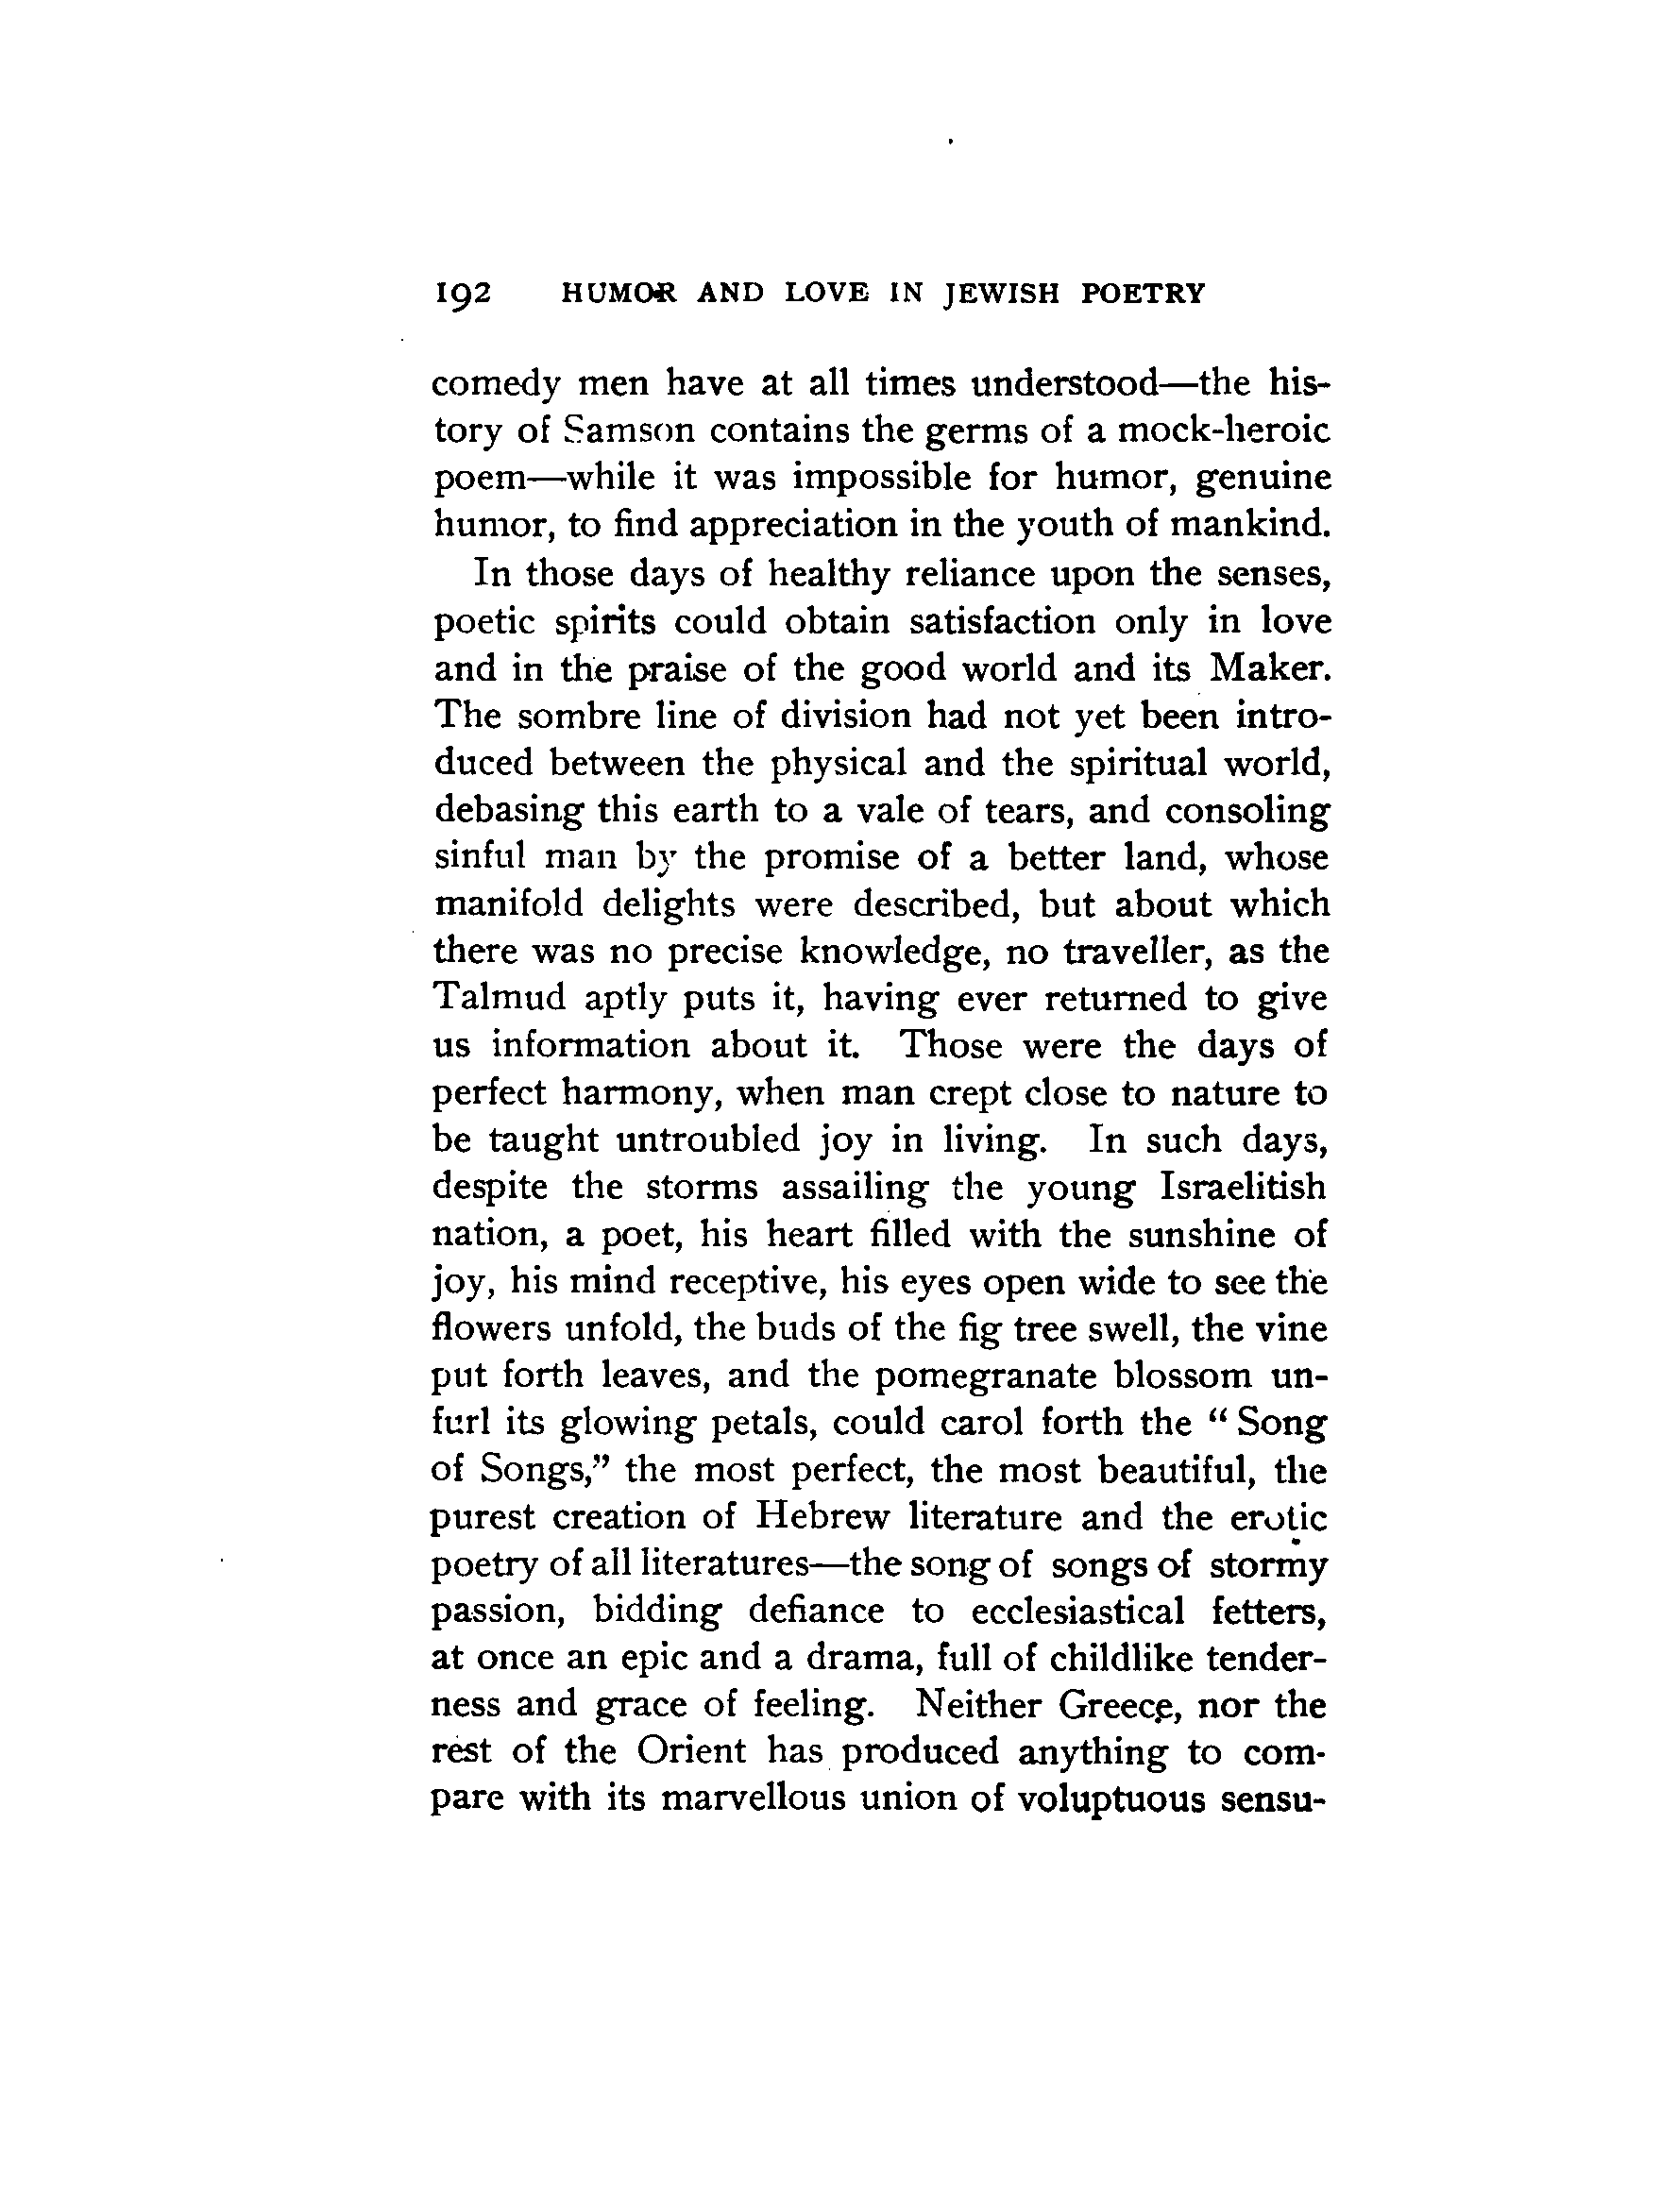 192 HUMOR AND LOVE IN JEWISH POETRY
comedy men have at all times understood—the his-
tory of Samson contains the germs of a mock-heroic
poem—while it was impossible for humor, genuine
humor, to find appreciation in the youth of mankind.
In those days of healthy reliance upon the senses,
poetic spirits could obtain satisfaction only in love
and in the praise of the good world and its Maker.
The sombre line of division had not yet been intro-
duced between the physical and the spiritual world,
debasing this earth to a vale of tears, and consoling
sinful man by the promise of a better land, whose
manifold delights were described, but about which
there was no precise knowledge, no traveller, as the
Talmud aptly puts it, having ever returned to give
us information about it. Those were the days of
perfect harmony, when man crept close to nature to
be taught untroubled joy in living. In such days,
despite the storms assailing the young Israelitish
nation, a poet, his heart filled with the sunshine of
joy, his mind receptive, his eyes open wide to see the
flowers unfold, the buds of the fig tree swell, the vine
put forth leaves, and the pomegranate blossom un-
furl its glowing petals, could carol forth the “ Song
of Songs,” the most perfect, the most beautiful, the
purest creation of Hebrew literature and the erotic
poetry of all literatures—the song of songs of stormy
passion, bidding defiance to ecclesiastical fetters,
at once an epic and a drama, full of childlike tender-
ness and grace of feeling. Neither Greece, nor the
rest of the Orient has produced anything to com-
pare with its marvellous union of voluptuous sensu-